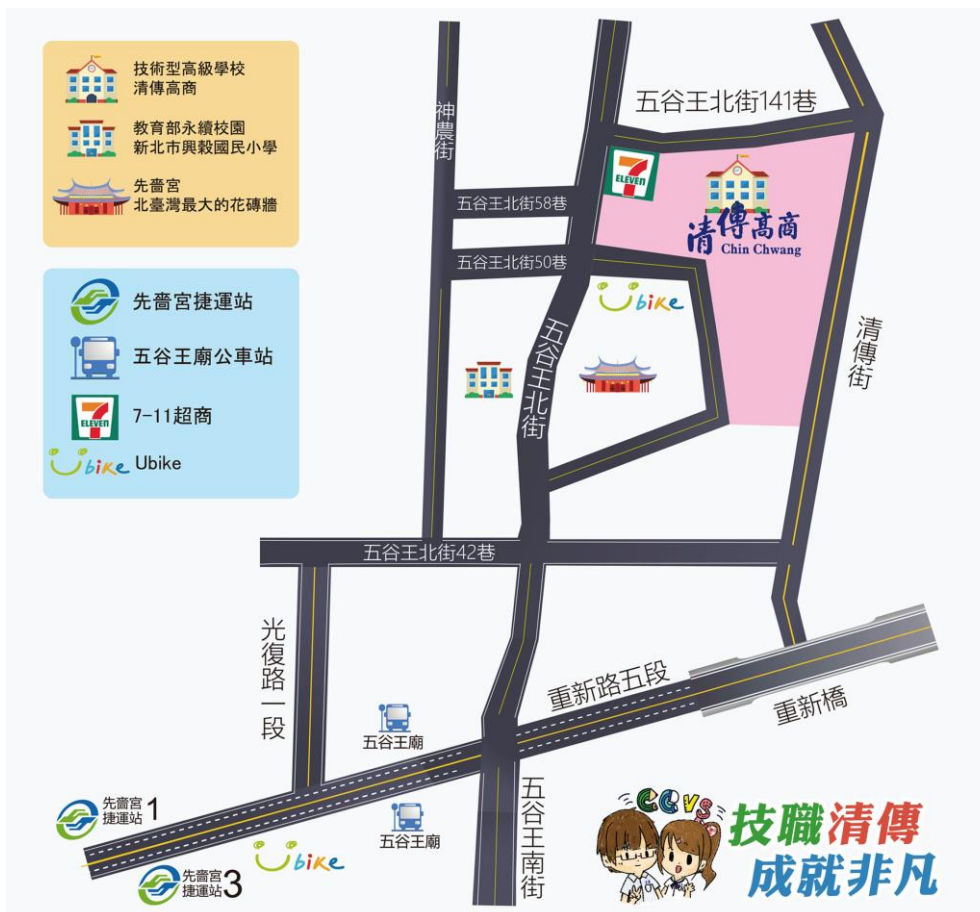 技術型高級學校
清傳高商
教育部永續校園
新北市興穀國民小學
先嗇宮
北臺灣最大的花磚牆
先嗇宮捷運站
五谷王廟公車站
7
ELEVEN
7-11超商
Ubike
Ubike
神農街
五谷王北街141巷
7
ELEVEN
清傳高商
Chin Chwang
五谷王北街58巷
五谷王北街50巷
Ubike
五谷王北街
清傳街
五谷王北街42巷
光復路一段
重新路五段
重新橋
五谷王廟
五谷王廟
五谷王南街
先嗇宮
捷運站
1
先嗇宮
捷運站
3
Ubike
CCVS
技職清傳
成就非凡